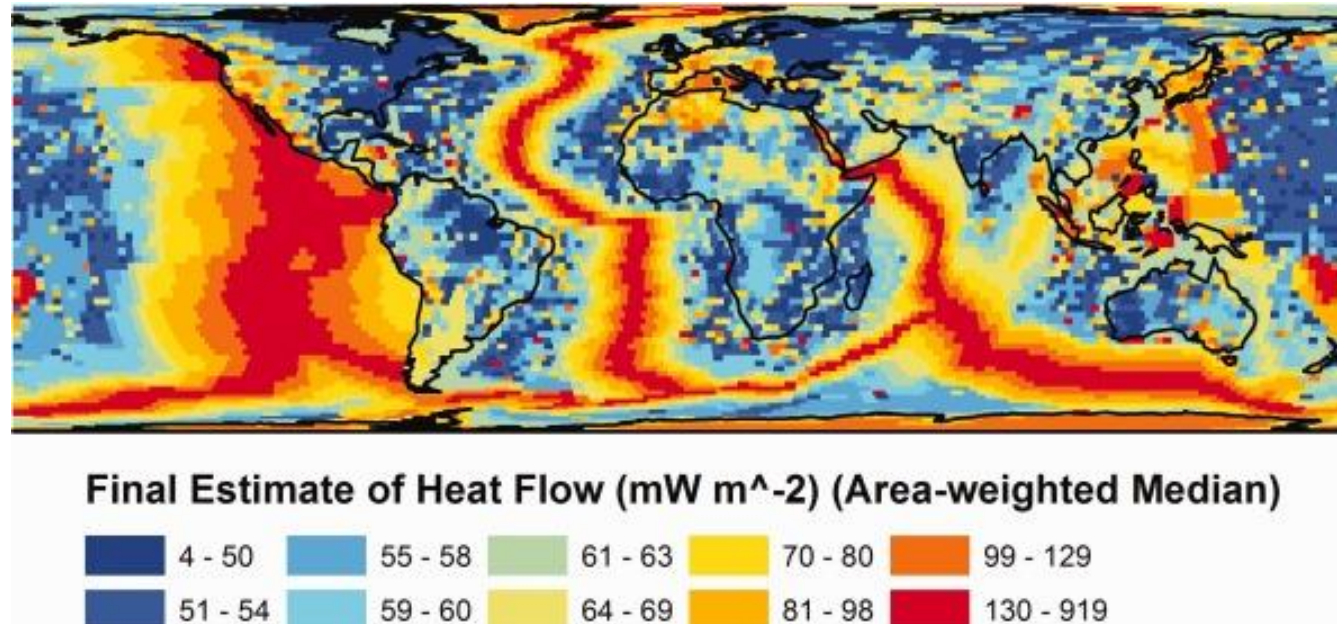 Final Estimate of Heat Flow (mW m^-2) (Area-weighted Median)
4 - 50 55 - 58 61 - 63 70 - 80 99 - 129
51 - 54 59 - 60 64 - 69 81 - 98 130 - 919